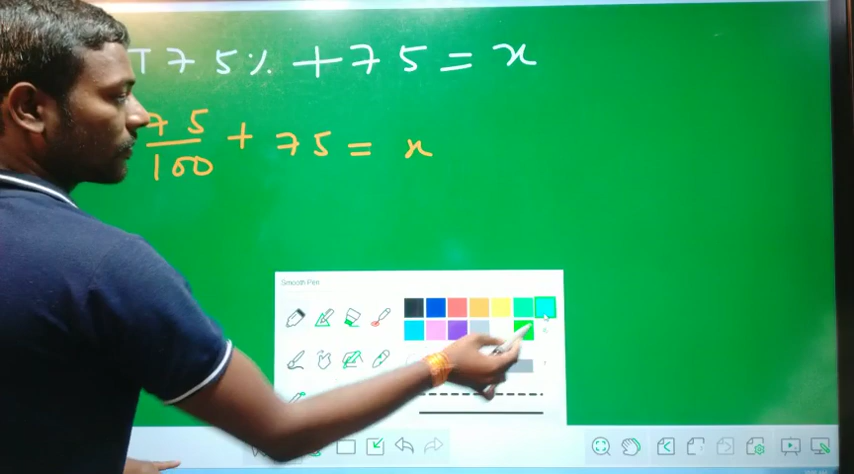 75% + 75 = x
75/100 + 75 = x
Smooth Pen